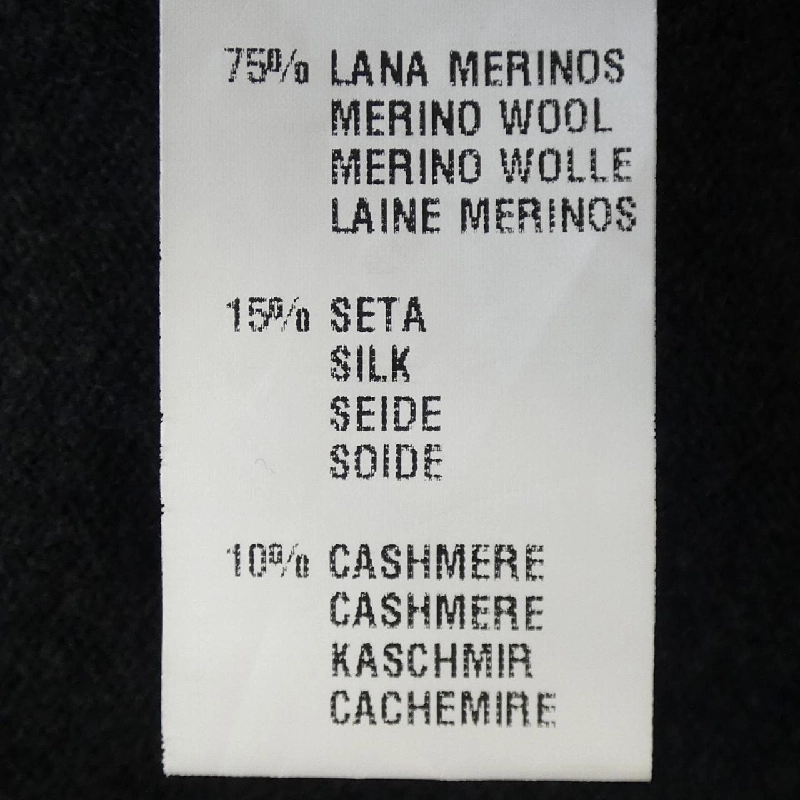 75% LANA MERINOS
MERINO WOOL
MERINO WOLLE
LAINE MERINOS
15% SETA
SILK
SEIDE
SOIDE
10% CASHMERE
CASHMERE
KASCHMIR
CACHEMIRE